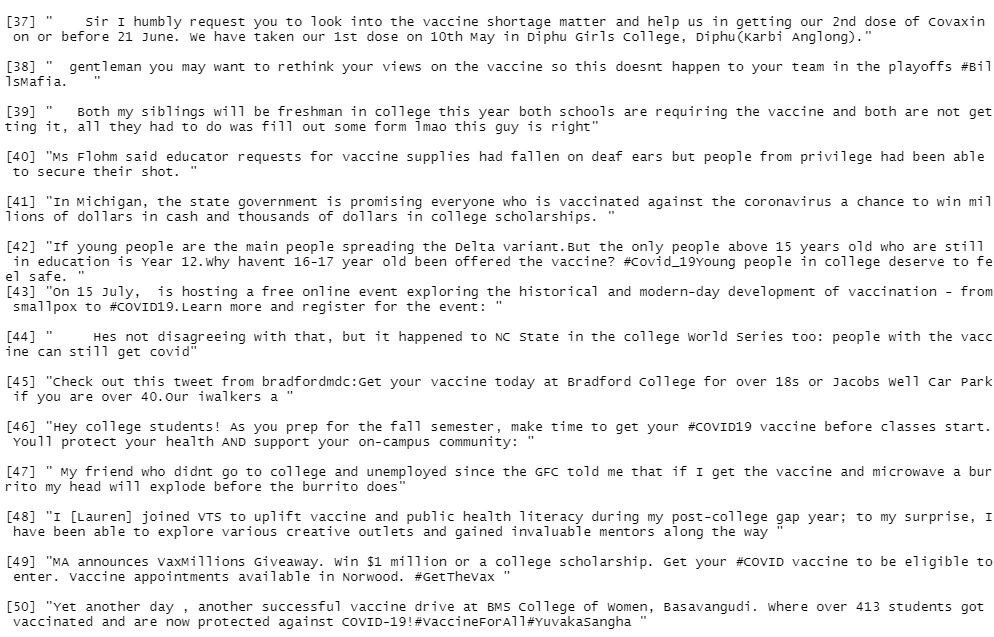 [37] "    Sir I humbly request you to look into the vaccine shortage matter and help us in getting our 2nd dose of Covaxin
 on or before 21 June. We have taken our 1st dose on 10th May in Diphu Girls College, Diphu(Karbi Anglong)."
[38] "  gentleman you may want to rethink your views on the vaccine so this doesnt happen to your team in the playoffs #Bil
lsMafia.   "
[39] "   Both my siblings will be freshman in college this year both schools are requiring the vaccine and both are not get
ting it, all they had to do was fill out some form lmao this guy is right"
[40] "Ms Flohm said educator requests for vaccine supplies had fallen on deaf ears but people from privilege had been able
 to secure their shot. "
[41] "In Michigan, the state government is promising everyone who is vaccinated against the coronavirus a chance to win mil
lions of dollars in cash and thousands of dollars in college scholarships. "
[42] "If young people are the main people spreading the Delta variant.But the only people above 15 years old who are still
 in education is Year 12.Why havent 16-17 year old been offered the vaccine? #Covid_19Young people in college deserve to fe
el safe. "
[43] "On 15 July,  is hosting a free online event exploring the historical and modern-day development of vaccination - from
 smallpox to #COVID19.Learn more and register for the event: "
[44] "     Hes not disagreeing with that, but it happened to NC State in the college World Series too: people with the vacc
ine can still get covid"
[45] "Check out this tweet from bradfordmdc:Get your vaccine today at Bradford College for over 18s or Jacobs Well Car Park
 if you are over 40.Our iwalkers a "
[46] "Hey college students! As you prep for the fall semester, make time to get your #COVID19 vaccine before classes start.
 Youll protect your health AND support your on-campus community: "
[47] " My friend who didnt go to college and unemployed since the GFC told me that if I get the vaccine and microwave a bur
rito my head will explode before the burrito does"
[48] "I [Lauren] joined VTS to uplift vaccine and public health literacy during my post-college gap year; to my surprise, I
 have been able to explore various creative outlets and gained invaluable mentors along the way "
[49] "MA announces VaxMillions Giveaway. Win $1 million or a college scholarship. Get your #COVID vaccine to be eligible to
 enter. Vaccine appointments available in Norwood. #GetTheVax "
[50] "Yet another day , another successful vaccine drive at BMS College of Women, Basavangudi. Where over 413 students got
 vaccinated and are now protected against COVID-19!#VaccineForAll#YuvakaSangha "